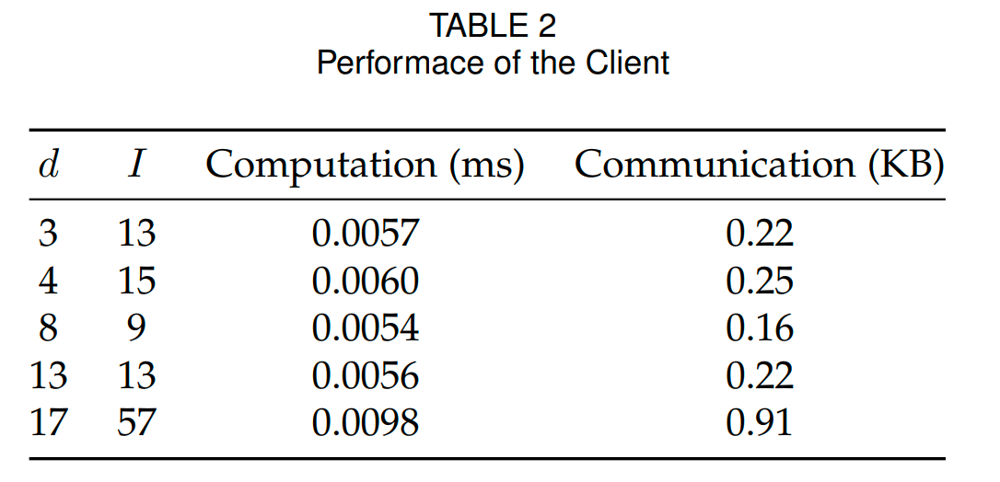 TABLE 2
Performace of the Client
d I Computation (ms) Communication (KB)
3 13 0.0057 0.22
4 15 0.0060 0.25
8 9 0.0054 0.16
13 13 0.0056 0.22
17 57 0.0098 0.91